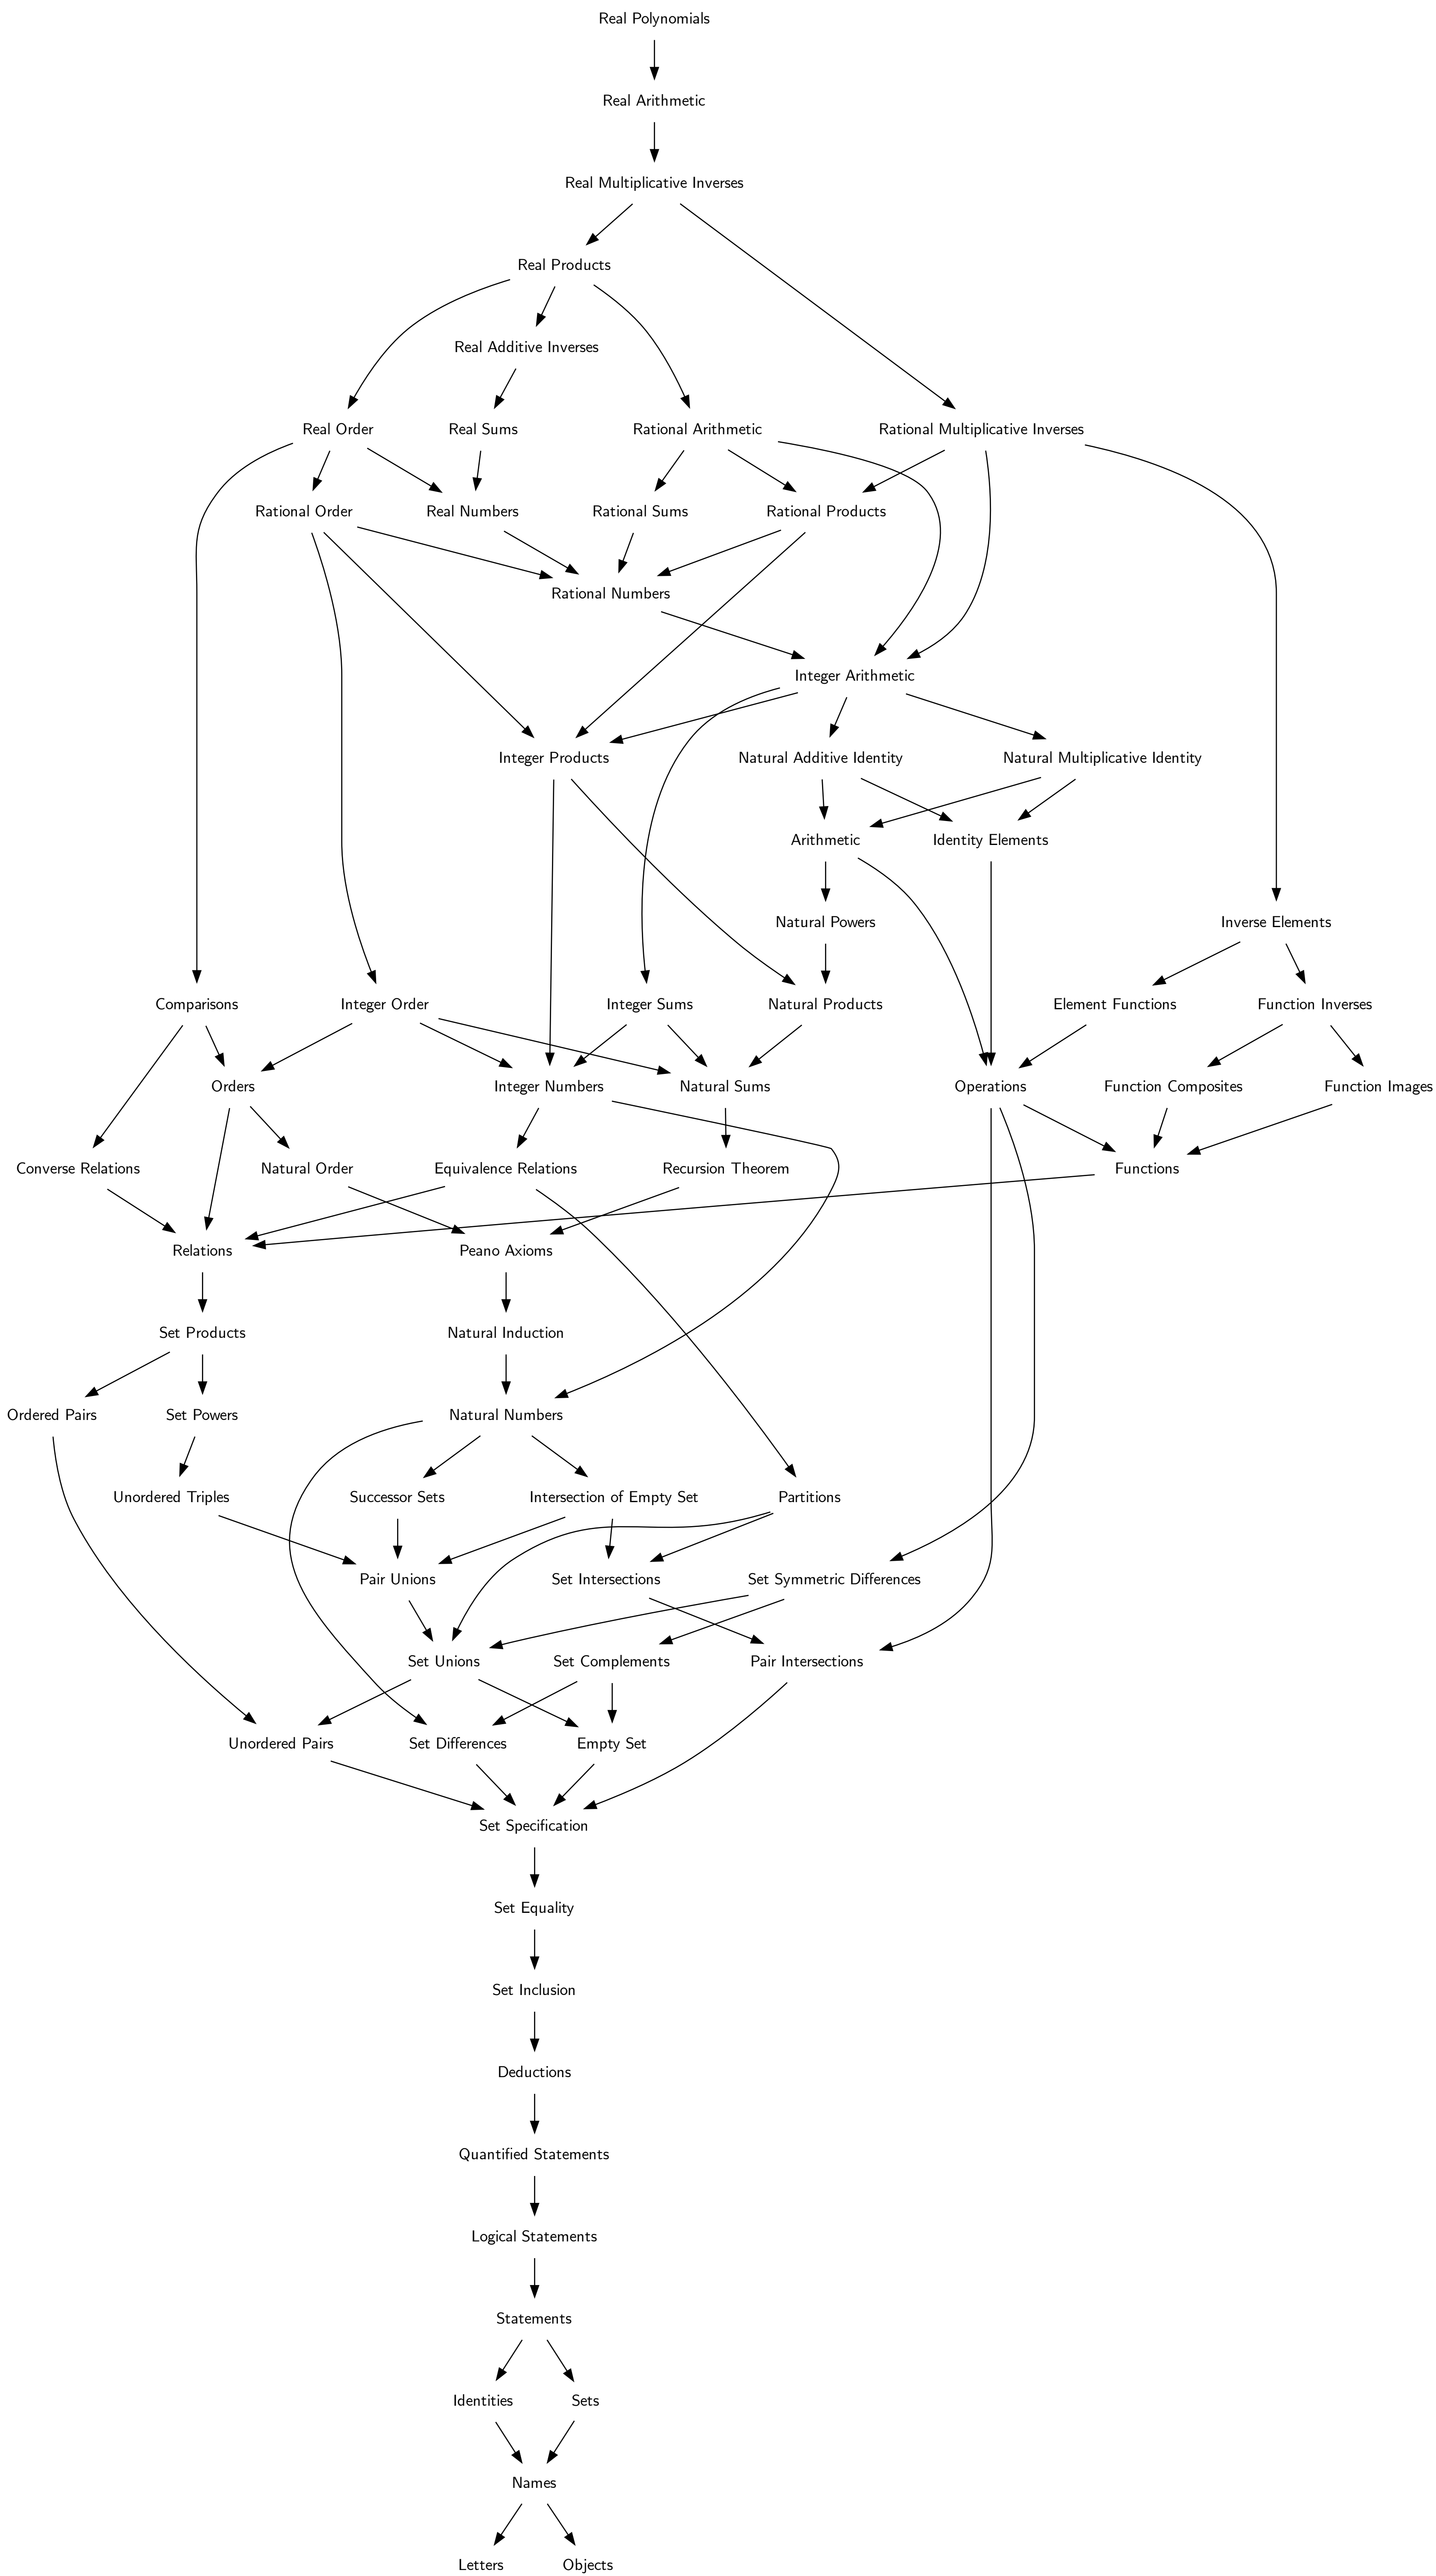 Real Polynomials
Real Arithmetic
Real Multiplicative Inverses
Real Products
Real Additive Inverses
Real Order
Real Sums
Rational Arithmetic
Rational Multiplicative Inverses
Rational Order
Real Numbers
Rational Sums
Rational Products
Rational Numbers
Integer Arithmetic
Integer Products
Natural Additive Identity
Natural Multiplicative Identity
Arithmetic
Identity Elements
Natural Powers
Inverse Elements
Comparisons
Integer Order
Integer Sums
Natural Products
Element Functions
Function Inverses
Orders
Integer Numbers
Natural Sums
Operations
Function Composites
Function Images
Converse Relations
Natural Order
Equivalence Relations
Recursion Theorem
Functions
Relations
Peano Axioms
Set Products
Natural Induction
Ordered Pairs
Set Powers
Natural Numbers
Unordered Triples
Successor Sets
Intersection of Empty Set
Partitions
Pair Unions
Set Intersections
Set Symmetric Differences
Set Unions
Set Complements
Pair Intersections
Unordered Pairs
Set Differences
Empty Set
Set Specification
Set Equality
Set Inclusion
Deductions
Quantified Statements
Logical Statements
Statements
Identities
Sets
Names
Letters
Objects